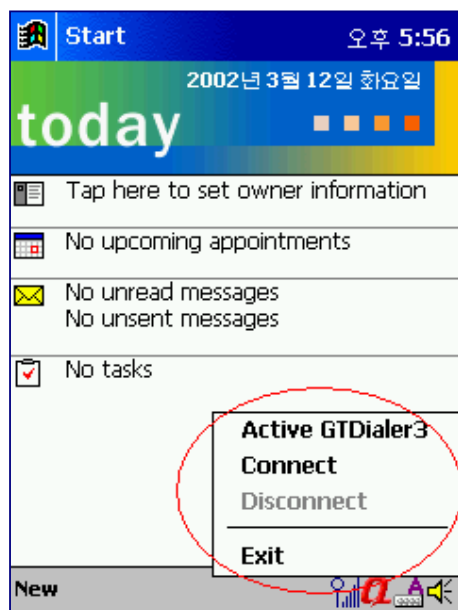 Start
오후 5:56
2002년 3월 12일 화요일
today
Tap here to set owner information
No upcoming appointments
No unread messages
No unsent messages
No tasks
Active GTDialer3
Connect
Disconnect
Exit
New
a
A